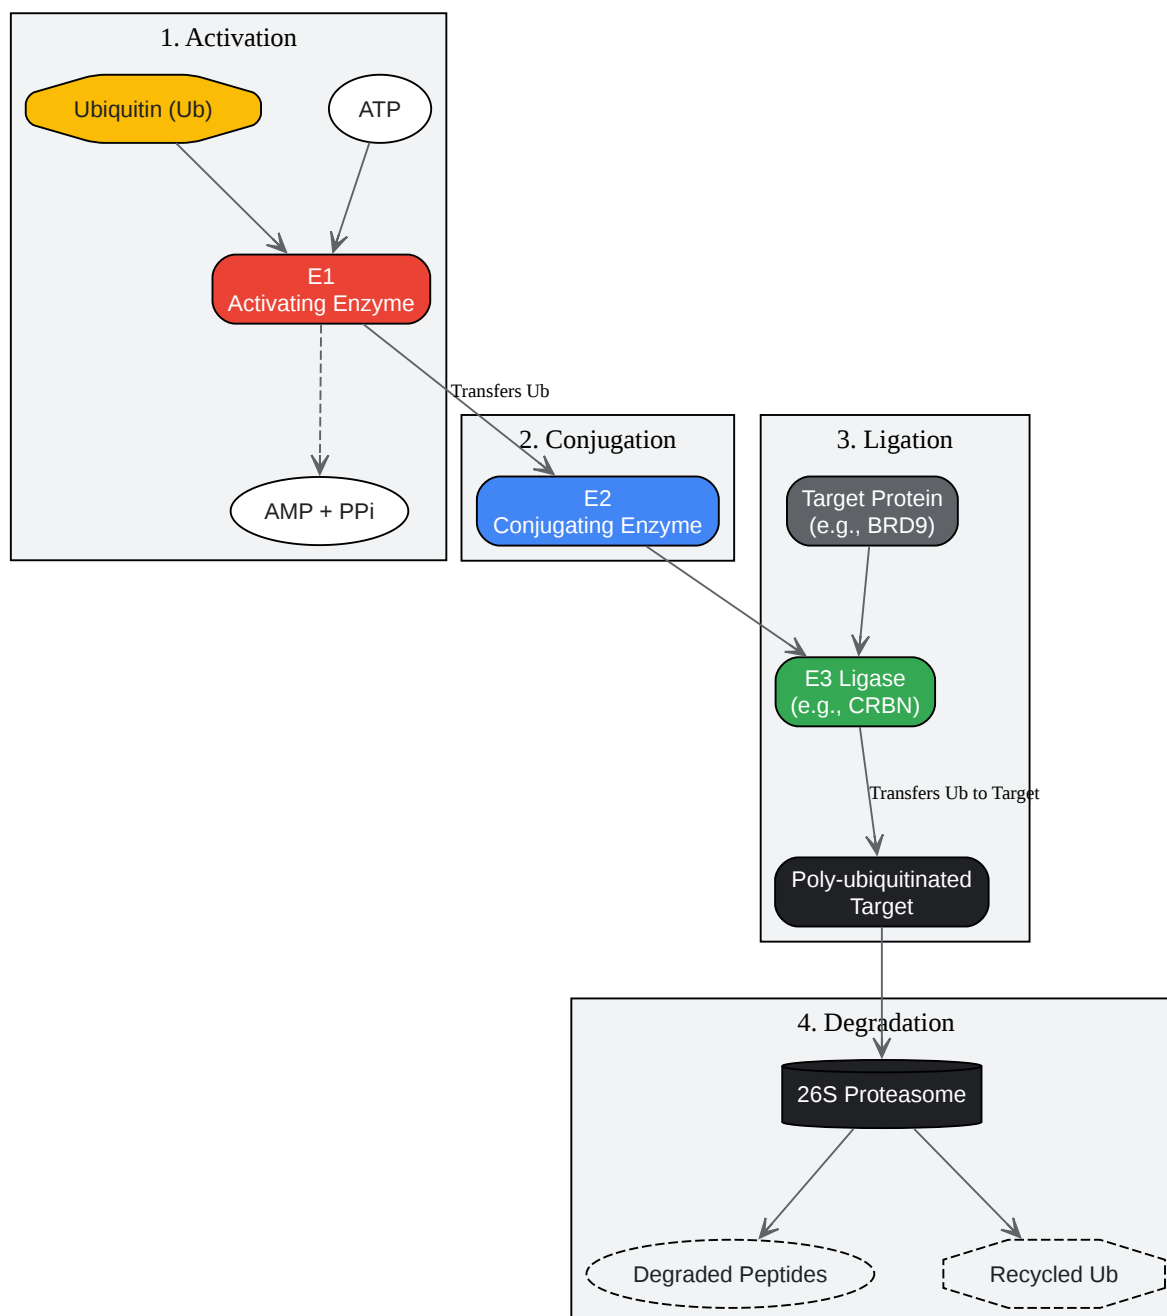 1. Activation
Ubiquitin (Ub)
ATP
E1
Activating Enzyme
Transfers Ub
AMP + PPi
2. Conjugation
E2
Conjugating Enzyme
3. Ligation
Target Protein
(e.g., BRD9)
E3 Ligase
(e.g., CRBN)
Transfers Ub to Target
Poly-ubiquitinated
Target
4. Degradation
26S Proteasome
Degraded Peptides
Recycled Ub